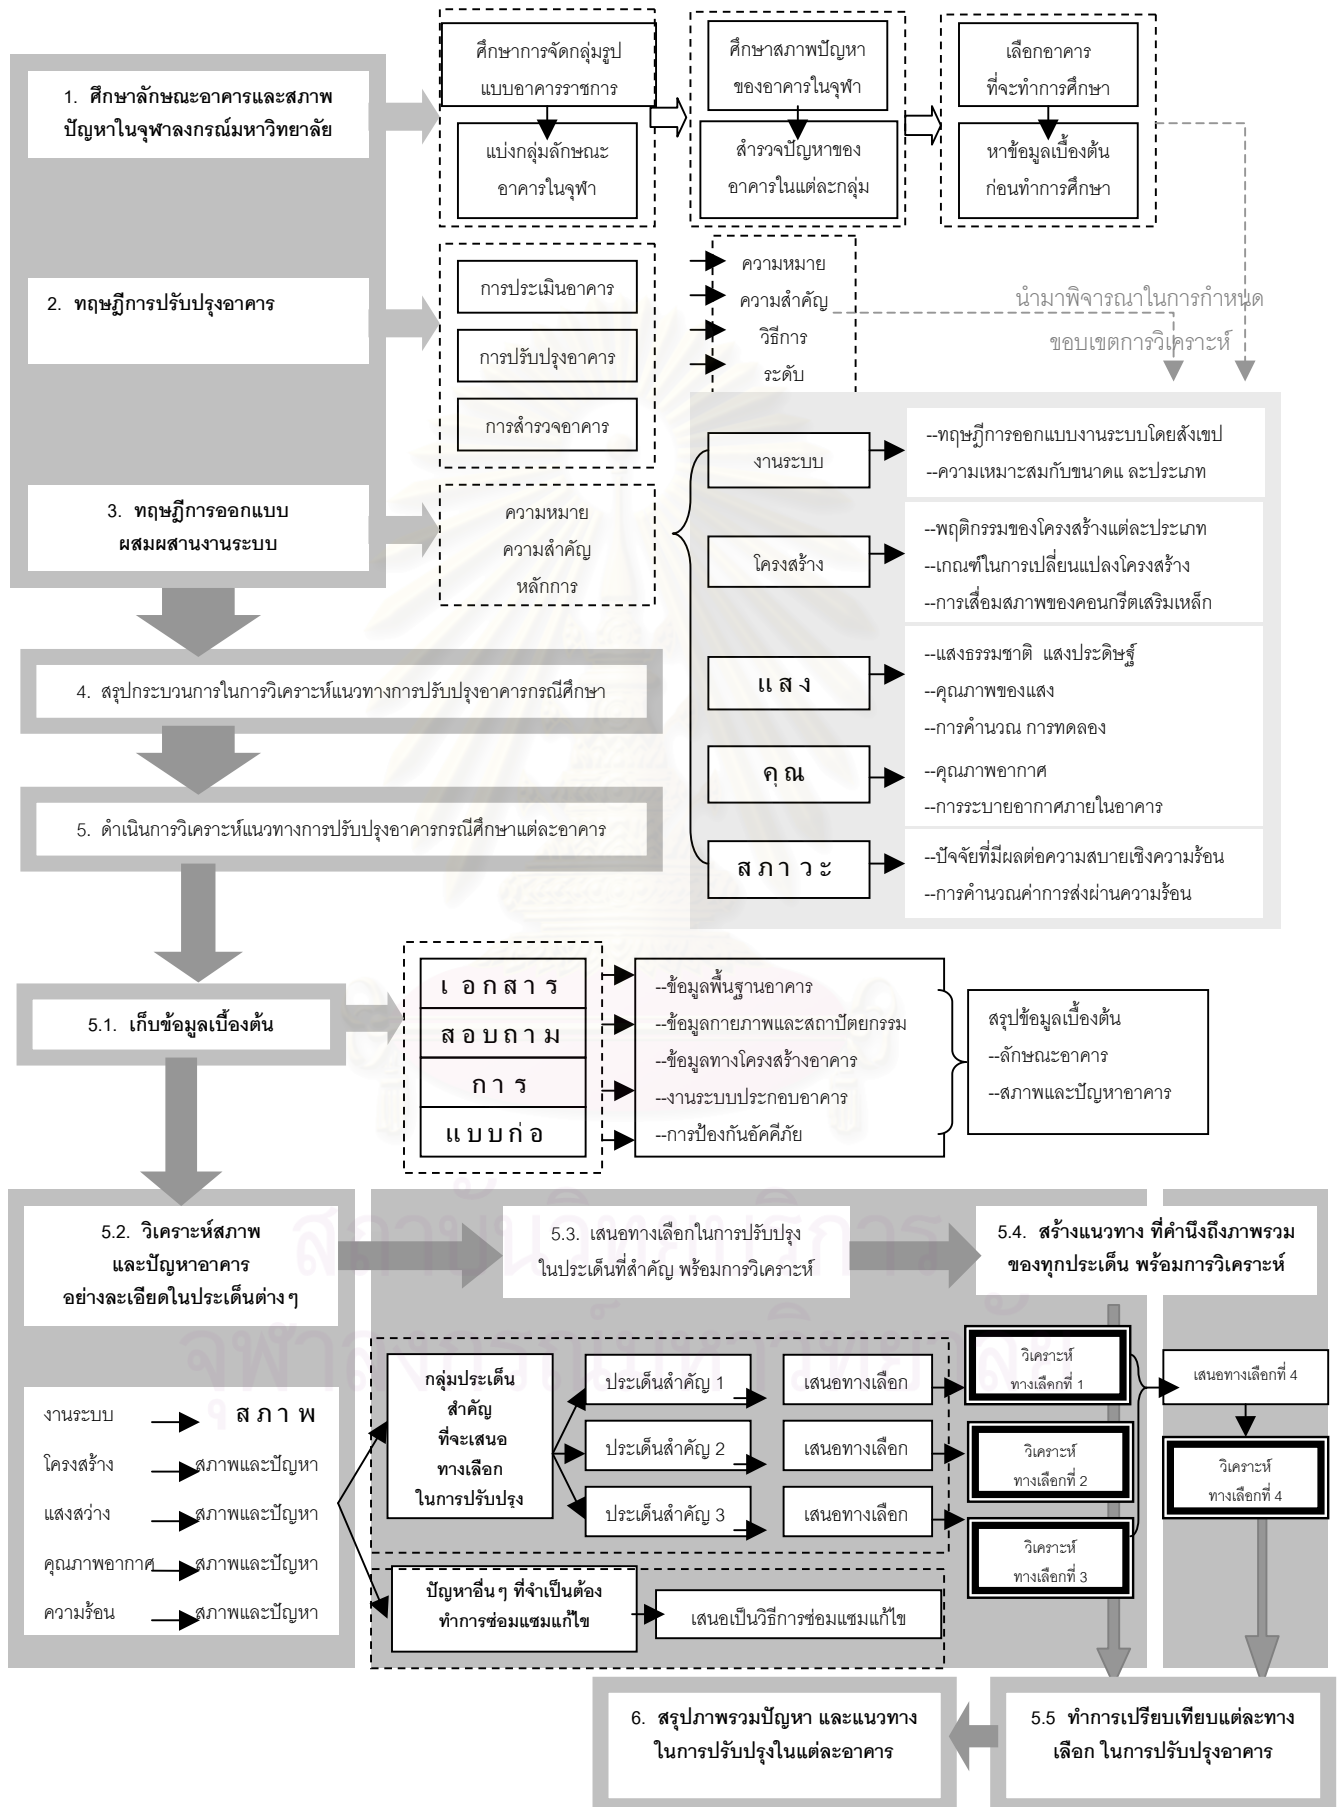 1. ศึกษาลักษณะอาคารและสภาพ
ปัญหาในจุฬาลงกรณ์มหาวิทยาลัย
ศึกษาการจัดกลุ่มรูป
แบบอาคารราชการ
แบ่งกลุ่มลักษณะ
อาคารในจุฬา
ศึกษาสภาพปัญหา
ของอาคารในจุฬา
สำรวจปัญหาของ
อาคารในแต่ละกลุ่ม
เลือกอาคาร
ที่จะทำการศึกษา
หาข้อมูลเบื้องต้น
ก่อนทำการศึกษา
2. ทฤษฎีการปรับปรุงอาคาร
การประเมินอาคาร
การปรับปรุงอาคาร
การสำรวจอาคาร
ความหมาย
ความสำคัญ
วิธีการ
ระดับ
นำมาพิจารณาในการกำหนด
ขอบเขตการวิเคราะห์
3. ทฤษฎีการออกแบบ
ผสมผสานงานระบบ
ความหมาย
ความสำคัญ
หลักการ
งานระบบ
--ทฤษฎีการออกแบบงานระบบโดยสังเขป
--ความเหมาะสมกับขนาดแ ละประเภท
โครงสร้าง
--พฤติกรรมของโครงสร้างแต่ละประเภท
--เกณฑ์ในการเปลี่ยนแปลงโครงสร้าง
--การเสื่อมสภาพของคอนกรีตเสริมเหล็ก
แสง
--แสงธรรมชาติ แสงประดิษฐ์
--คุณภาพของแสง
--การคำนวณ การทดลอง
คุณ
--คุณภาพอากาศ
--การระบายอากาศภายในอาคาร
สภาวะ
--ปัจจัยที่มีผลต่อความสบายเชิงความร้อน
--การคำนวณค่าการส่งผ่านความร้อน
4. สรุปกระบวนการในการวิเคราะห์แนวทางการปรับปรุงอาคารกรณีศึกษา
5. ดำเนินการวิเคราะห์แนวทางการปรับปรุงอาคารกรณีศึกษาแต่ละอาคาร
5.1. เก็บข้อมูลเบื้องต้น
เอกสาร
สอบถาม
การ
แบบก่อ
--ข้อมูลพื้นฐานอาคาร
--ข้อมูลกายภาพและสถาปัตยกรรม
--ข้อมูลทางโครงสร้างอาคาร
--งานระบบประกอบอาคาร
--การป้องกันอัคคีภัย
สรุปข้อมูลเบื้องต้น
--ลักษณะอาคาร
--สภาพและปัญหาอาคาร
สถาบันวิทยบริการ
จุฬาลงกรณ์มหาวิทยาลัย
5.2. วิเคราะห์สภาพ
และปัญหาอาคาร
อย่างละเอียดในประเด็นต่างๆ
5.3. เสนอทางเลือกในการปรับปรุง
ในประเด็นที่สำคัญ พร้อมการวิเคราะห์
5.4. สร้างแนวทาง ที่คำนึงถึงภาพรวม
ของทุกประเด็น พร้อมการวิเคราะห์
งานระบบ สภาพ
โครงสร้าง สภาพและปัญหา
แสงสว่าง สภาพและปัญหา
คุณภาพอากาศ สภาพและปัญหา
ความร้อน สภาพและปัญหา
กลุ่มประเด็น
สำคัญ
ที่จะเสนอ
ทางเลือก
ในการปรับปรุง
ประเด็นสำคัญ 1
เสนอทางเลือก
ประเด็นสำคัญ 2
เสนอทางเลือก
ประเด็นสำคัญ 3
เสนอทางเลือก
วิเคราะห์
ทางเลือกที่ 1
วิเคราะห์
ทางเลือกที่ 2
วิเคราะห์
ทางเลือกที่ 3
เสนอทางเลือกที่ 4
วิเคราะห์
ทางเลือกที่ 4
ปัญหาอื่นๆ ที่จำเป็นต้อง
ทำการซ่อมแซมแก้ไข
เสนอเป็นวิธีการซ่อมแซมแก้ไข
6. สรุปภาพรวมปัญหา และแนวทาง
ในการปรับปรุงในแต่ละอาคาร
5.5 ทำการเปรียบเทียบแต่ละทาง
เลือก ในการปรับปรุงอาคาร